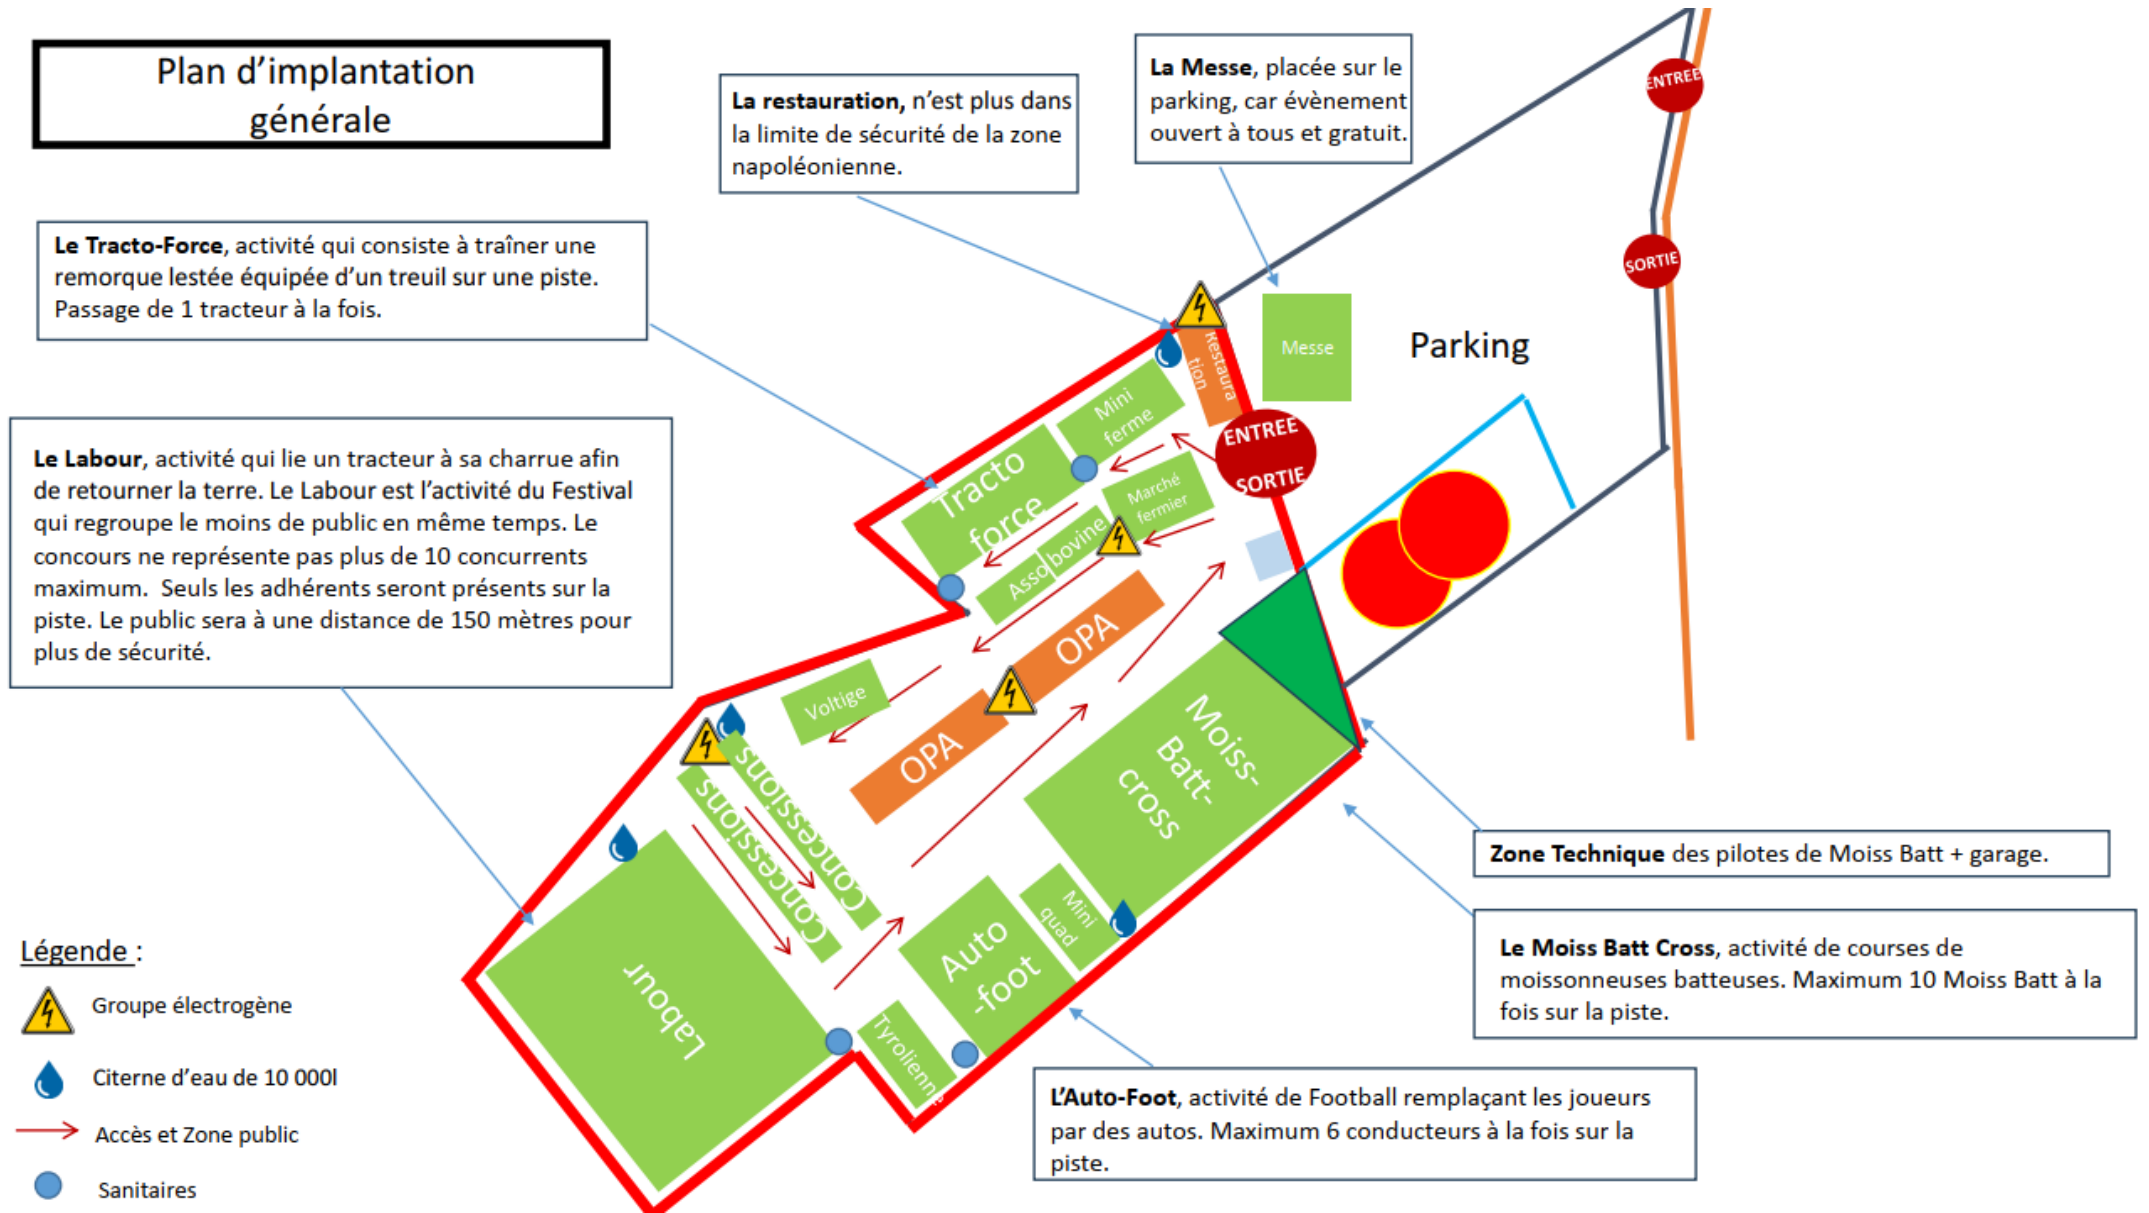 Plan d’implantation
générale
La restauration, n’est plus dans
la limite de sécurité de la zone
napoléonienne.
La Messe, placée sur le
parking, car évènement
ouvert à tous et gratuit.
ENTREE
SORTIE
Le Tracto-Force, activité qui consiste à traîner une
remorque lestée équipée d’un treuil sur une piste.
Passage de 1 tracteur à la fois.
Le Labour, activité qui lie un tracteur à sa charrue afin
de retourner la terre. Le Labour est l’activité du Festival
qui regroupe le moins de public en même temps. Le
concours ne représente pas plus de 10 concurrents
maximum.  Seuls les adhérents seront présents sur la
piste. Le public sera à une distance de 150 mètres pour
plus de sécurité.
Restaura
tion
Messe
Parking
Mini
ferme
ENTREE
SORTIE
Tracto
force
Marché
fermier
Asso
bovine
OPA
OPA
Voltige
Concessions
Concessions
Moiss-
Batt-
cross
Mini
quad
Auto
-foot
Tyrolienne
Labour
Zone Technique des pilotes de Moiss Batt + garage.
Le Moiss Batt Cross, activité de courses de
moissonneuses batteuses. Maximum 10 Moiss Batt à la
fois sur la piste.
L’Auto-Foot, activité de Football remplaçant les joueurs
par des autos. Maximum 6 conducteurs à la fois sur la
piste.
Légende :
Groupe électrogène
Citerne d’eau de 10 000l
Accès et Zone public
Sanitaires